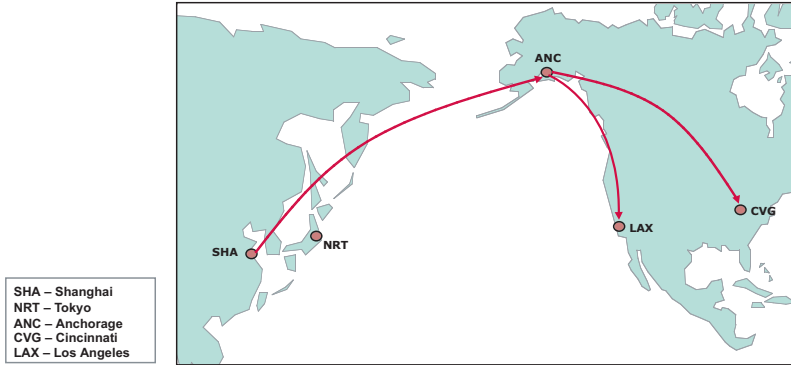 ANC
CVG
LAX
NRT
SHA
SHA – Shanghai
NRT – Tokyo
ANC – Anchorage
CVG – Cincinnati
LAX – Los Angeles